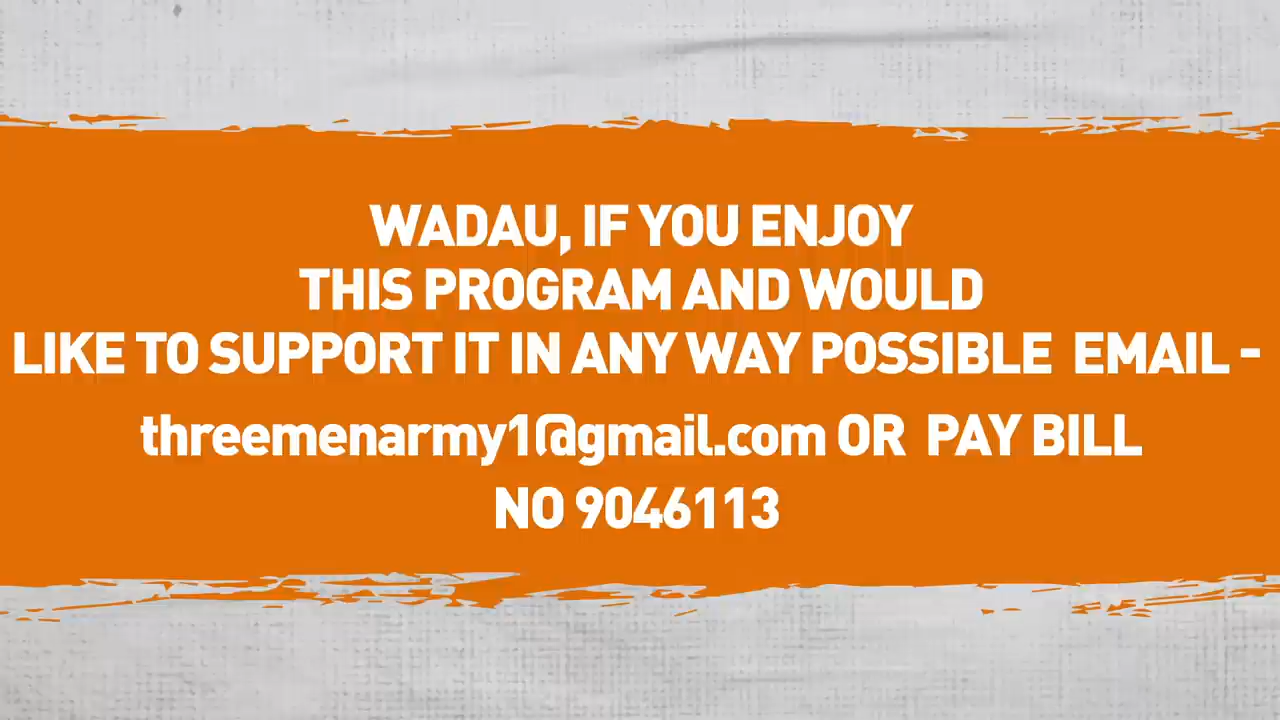 WADAU, IF YOU ENJOY
THIS PROGRAM AND WOULD
LIKE TO SUPPORT IT IN ANY WAY POSSIBLE EMAIL -
threemenarmy1@gmail.com OR PAY BILL
NO 9046113